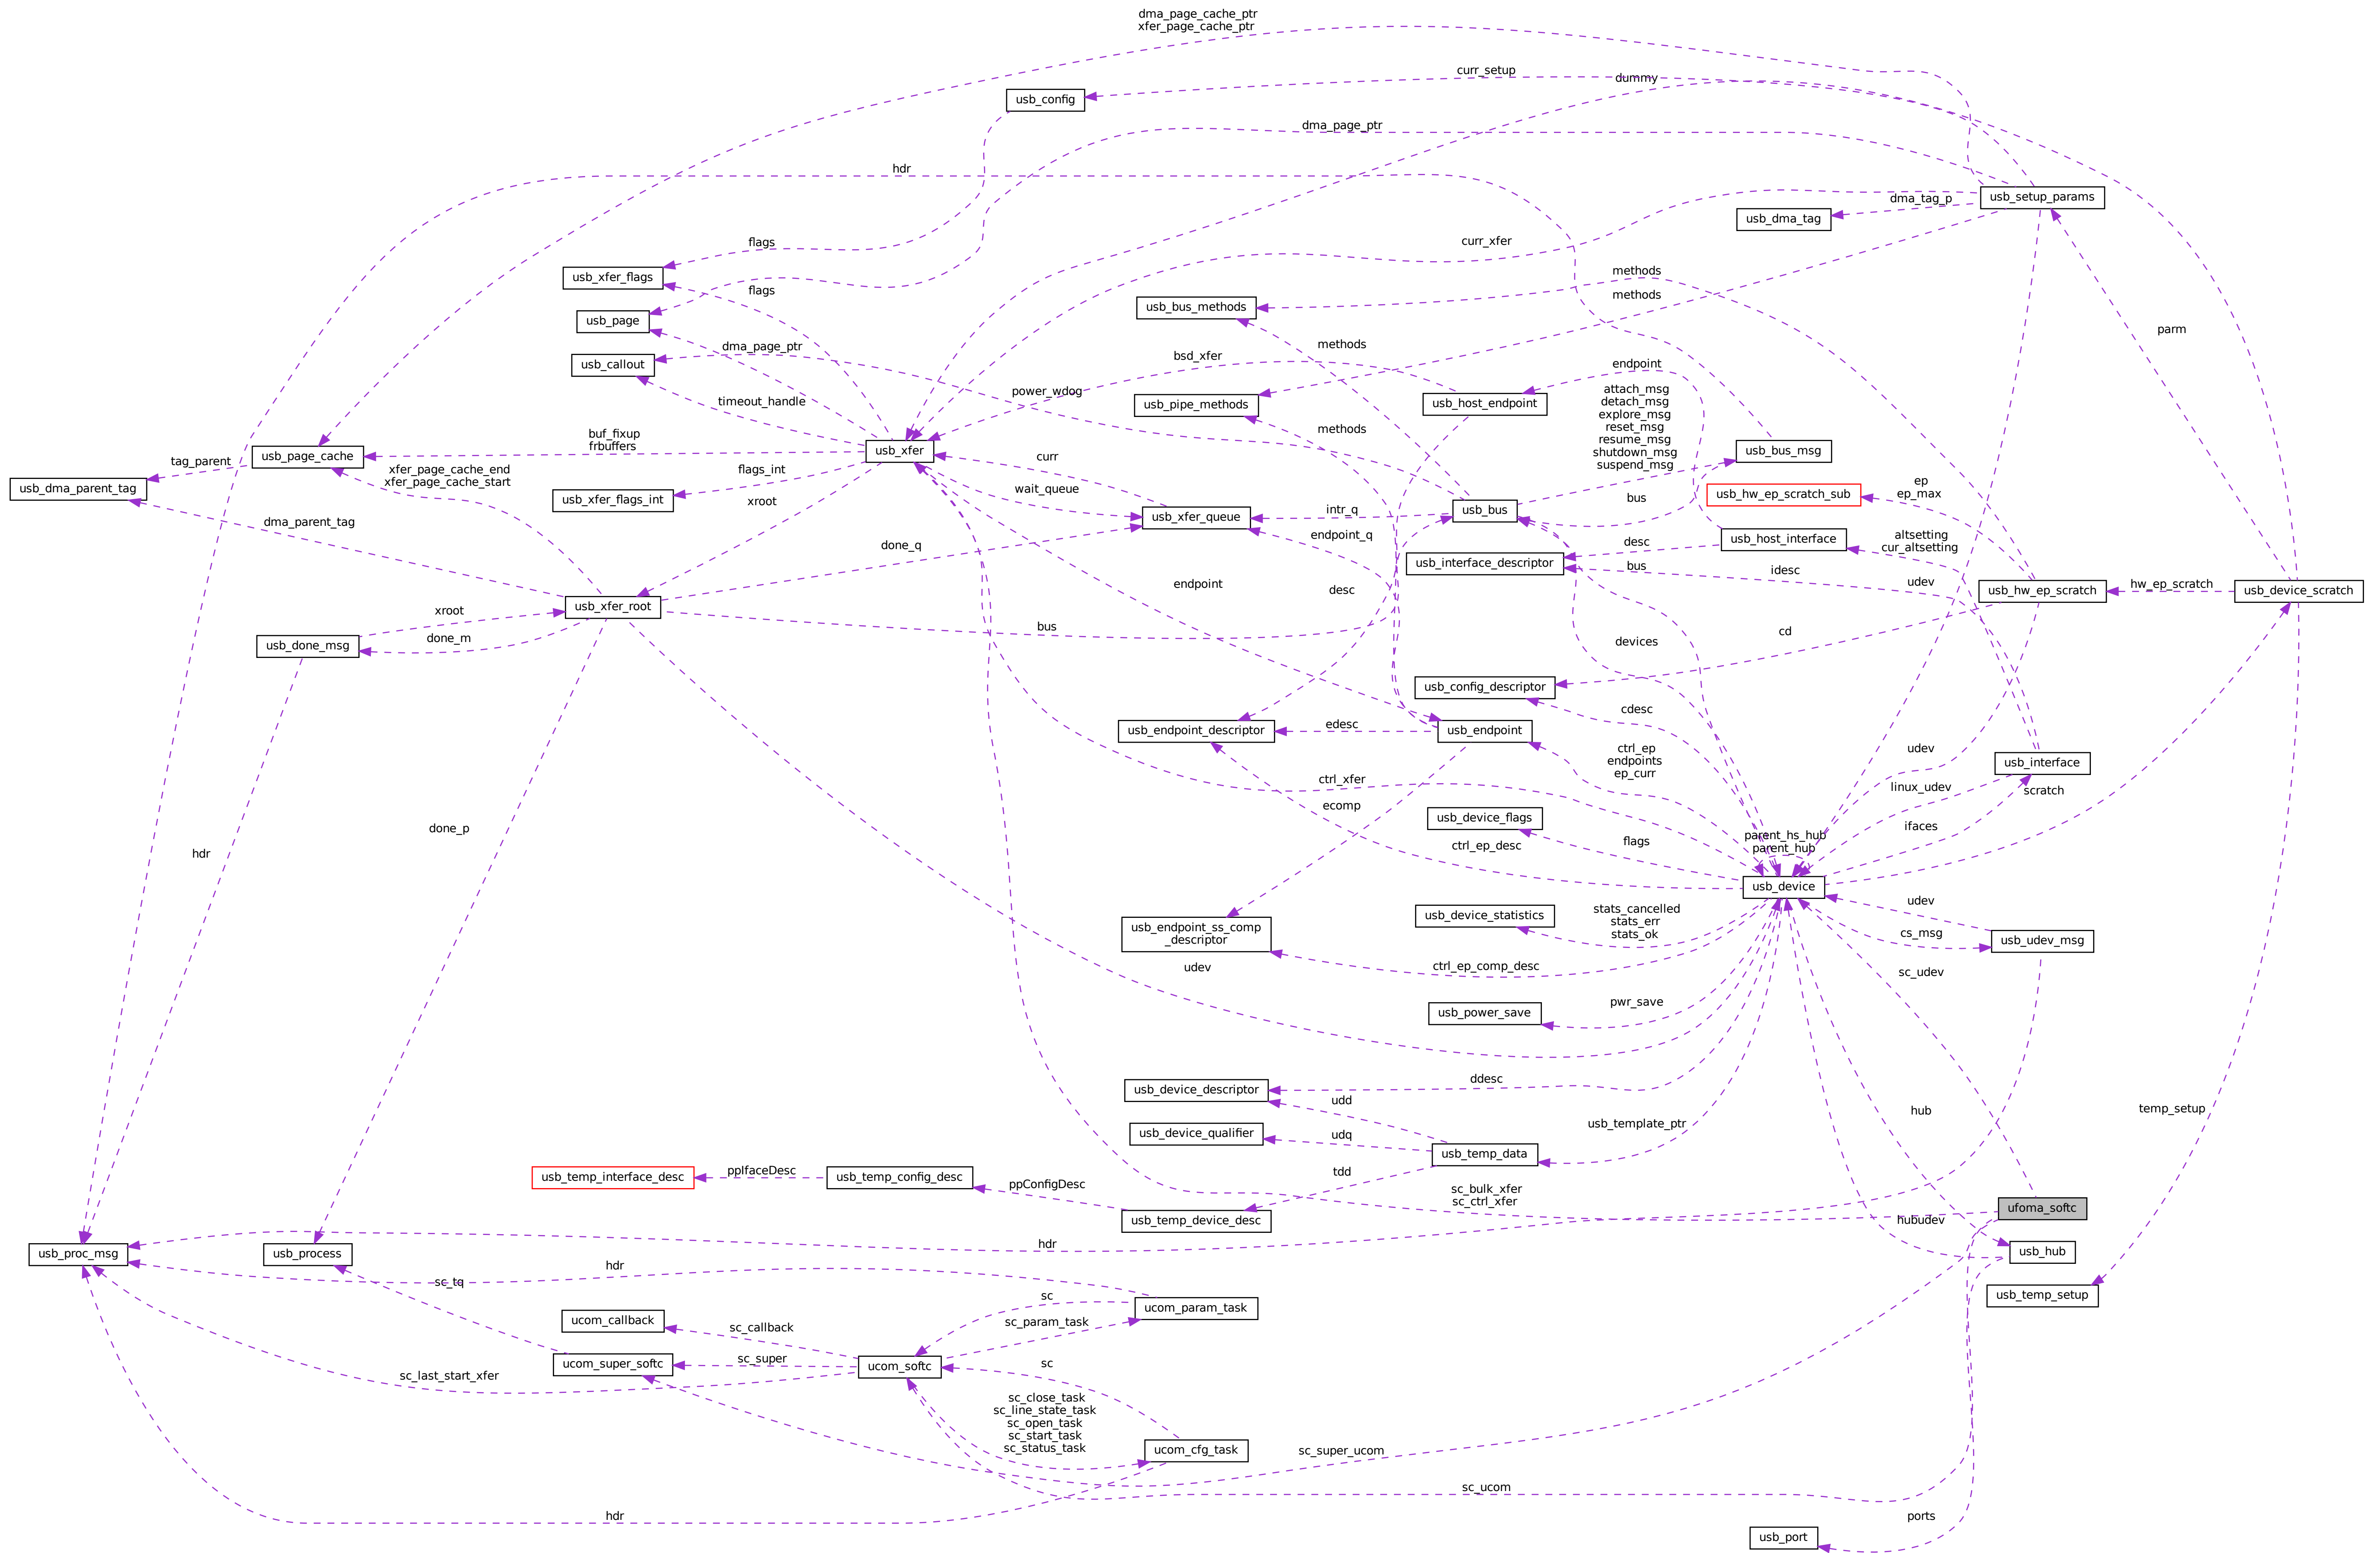 dma_page_cache_ptr
xfer_page_cache_ptr
curr_setup
dummy
usb_config
dma_page_ptr
hdr
usb_setup_params
dma_tag_p
usb_dma_tag
flags
curr_xfer
usb_xfer_flags
methods
flags
methods
usb_bus_methods
usb_page
parm
methods
dma_page_ptr
bsd_xfer
usb_callout
endpoint
power_wdog
attach_msg
detach_msg
explore_msg
reset_msg
resume_msg
shutdown_msg
suspend_msg
timeout_handle
usb_pipe_methods
usb_host_endpoint
methods
buf_fixup
frbuffers
usb_xfer
usb_bus_msg
usb_page_cache
tag_parent
curr
xfer_page_cache_end
xfer_page_cache_start
flags_int
ep
ep_max
usb_dma_parent_tag
wait_queue
usb_hw_ep_scratch_sub
usb_xfer_flags_int
xroot
bus
intr_q
usb_bus
usb_xfer_queue
dma_parent_tag
endpoint_q
altsetting
cur_altsetting
usb_host_interface
done_q
desc
usb_interface_descriptor
bus
idesc
udev
endpoint
desc
hw_ep_scratch
usb_hw_ep_scratch
usb_device_scratch
usb_xfer_root
xroot
bus
cd
done_m
usb_done_msg
devices
usb_config_descriptor
cdesc
edesc
usb_endpoint_descriptor
usb_endpoint
ctrl_ep
endpoints
ep_curr
udev
usb_interface
ctrl_xfer
linux_udev
scratch
ecomp
usb_device_flags
done_p
ifaces
parent_hs_hub
parent_hub
flags
ctrl_ep_desc
hdr
usb_device
udev
stats_cancelled
stats_err
stats_ok
usb_device_statistics
usb_endpoint_ss_comp
_descriptor
cs_msg
usb_udev_msg
udev
ctrl_ep_comp_desc
sc_udev
pwr_save
usb_power_save
ddesc
usb_device_descriptor
udd
hub
temp_setup
usb_template_ptr
usb_device_qualifier
udq
usb_temp_data
ppIfaceDesc
tdd
usb_temp_interface_desc
usb_temp_config_desc
ppConfigDesc
sc_bulk_xfer
sc_ctrl_xfer
ufoma_softc
usb_temp_device_desc
hubudev
hdr
usb_proc_msg
usb_process
usb_hub
hdr
sc_tq
sc
usb_temp_setup
ucom_param_task
ucom_callback
sc_callback
sc_param_task
sc_super
sc
ucom_super_softc
ucom_softc
sc_last_start_xfer
sc_close_task
sc_line_state_task
sc_open_task
sc_start_task
sc_status_task
ucom_cfg_task
sc_super_ucom
sc_ucom
hdr
ports
usb_port